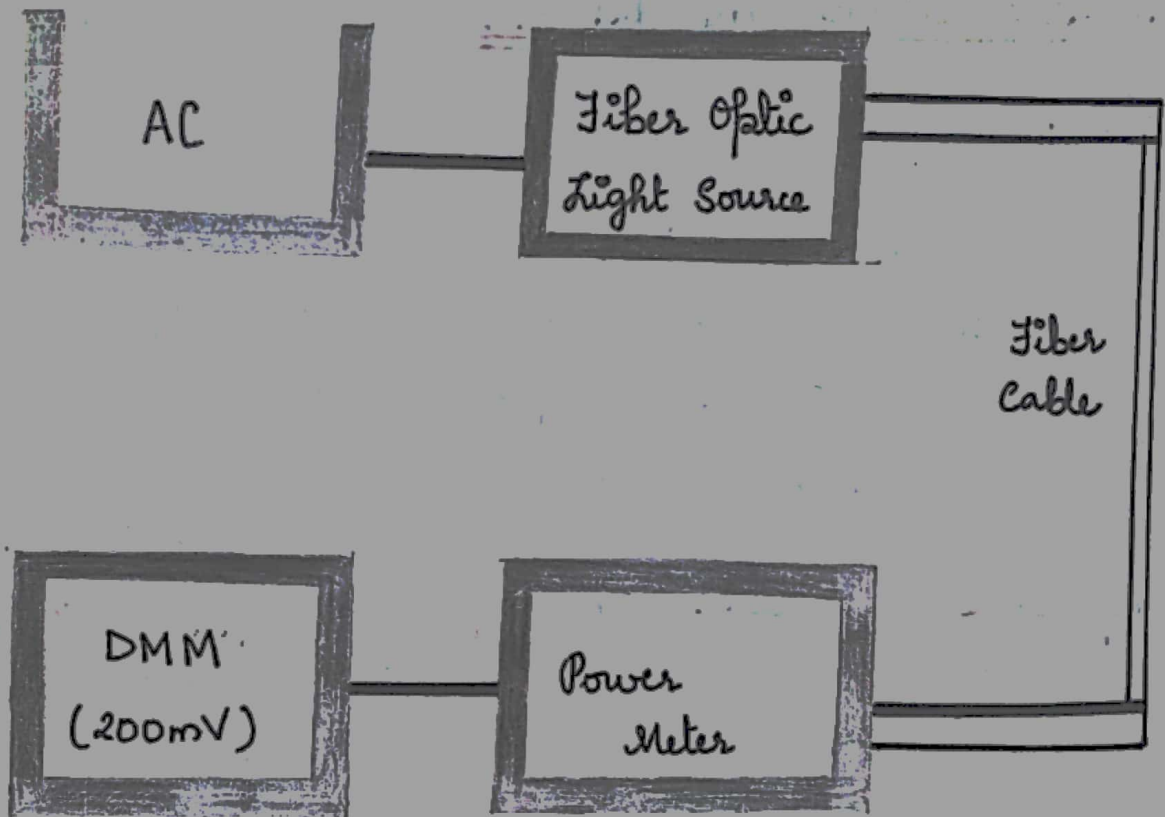 AC
Fiber Optic
Light Source
Fiber
Cable
DMM
(200mV)
Power
Meter